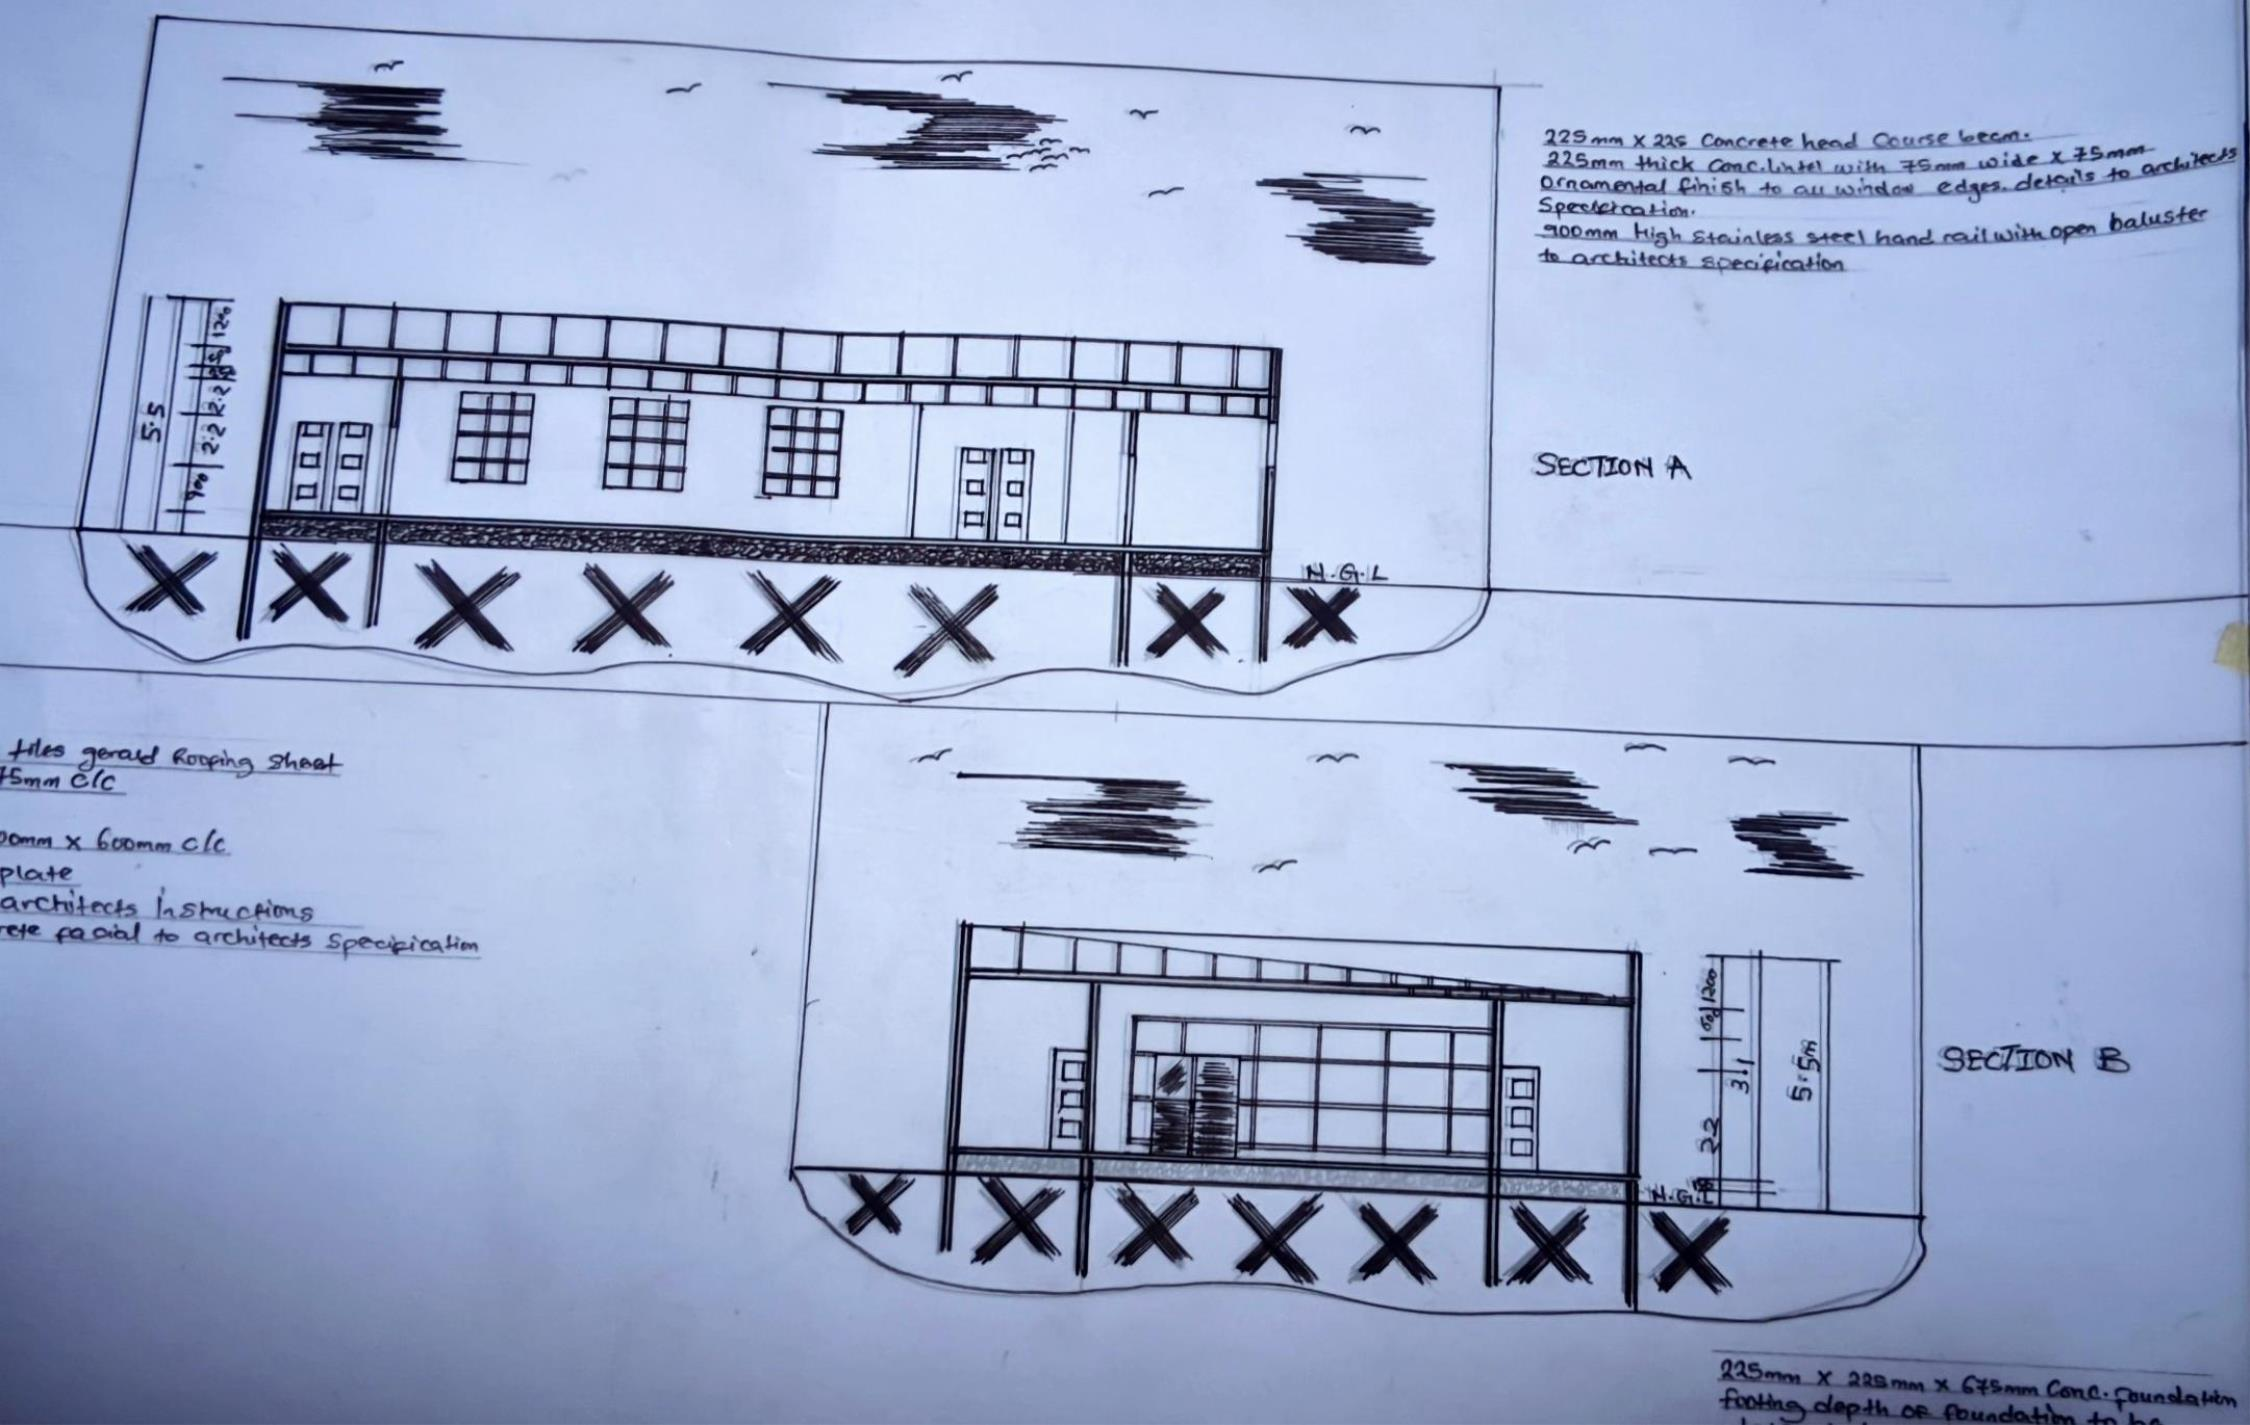 225mm x 225 Concrete head Course beam.
225mm thick Conc.lintel with 75mm wide x 75mm
Ornamental finish to all window edges. details to architects
900mm High Stainless steel hand rail with open baluster
to architects specification
1200
5.5
2.2
2.2
900
SECTION A
N.G.L
tiles gerald Rooping sheet
75mm c/c
00mm x 600mm c/c
plate
architects Instructions
rete facial to architects specification
1200
3.1
5.5m
22
SECTION B
N.G.L
225mm x 225mm x 675mm Conc. foundation
footing depth of foundation to be